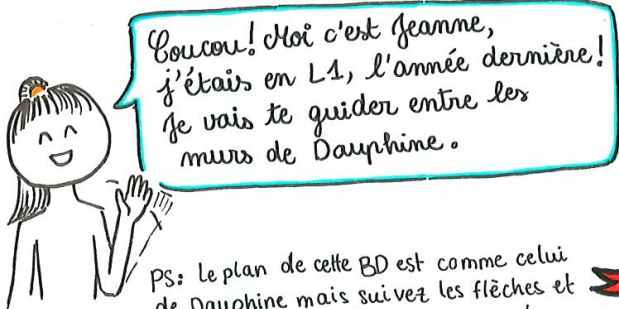 Coucou! Moi c'est Jeanne,
j'étais en L1, l'année dernière!
Je vais te guider entre les
murs de Dauphine.
PS: Le plan de cette BD est comme celui
de Dauphine mais suivez les flèches et